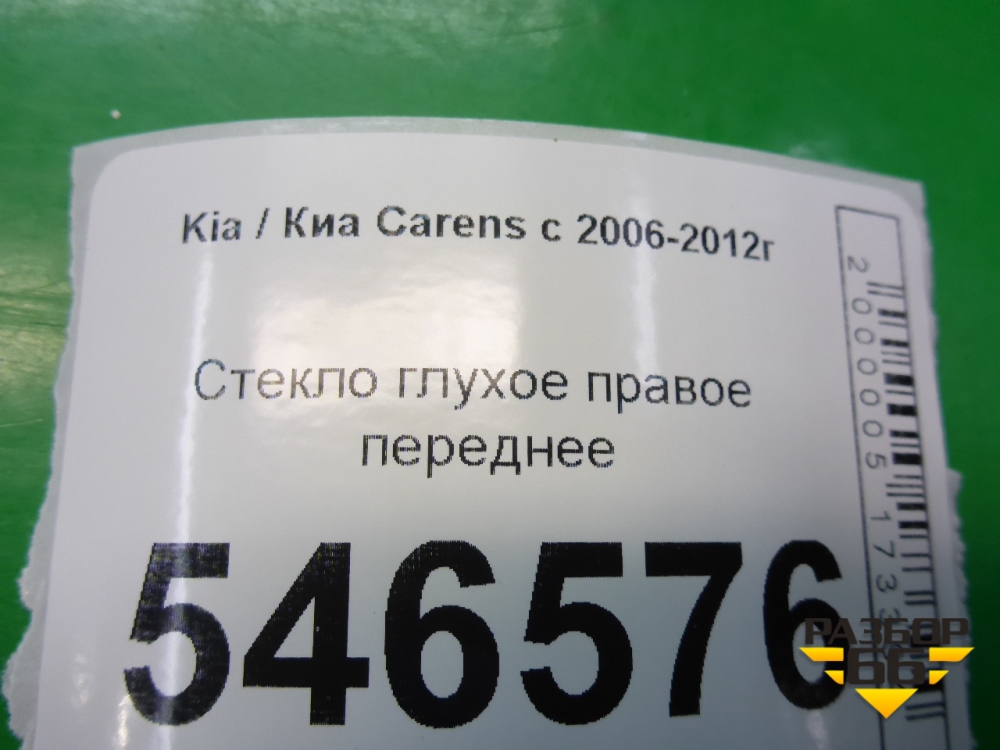 Kia / Киа Carens с 2006-2012г
Стекло глухое правое
переднее
546576
РАЗБОР
66